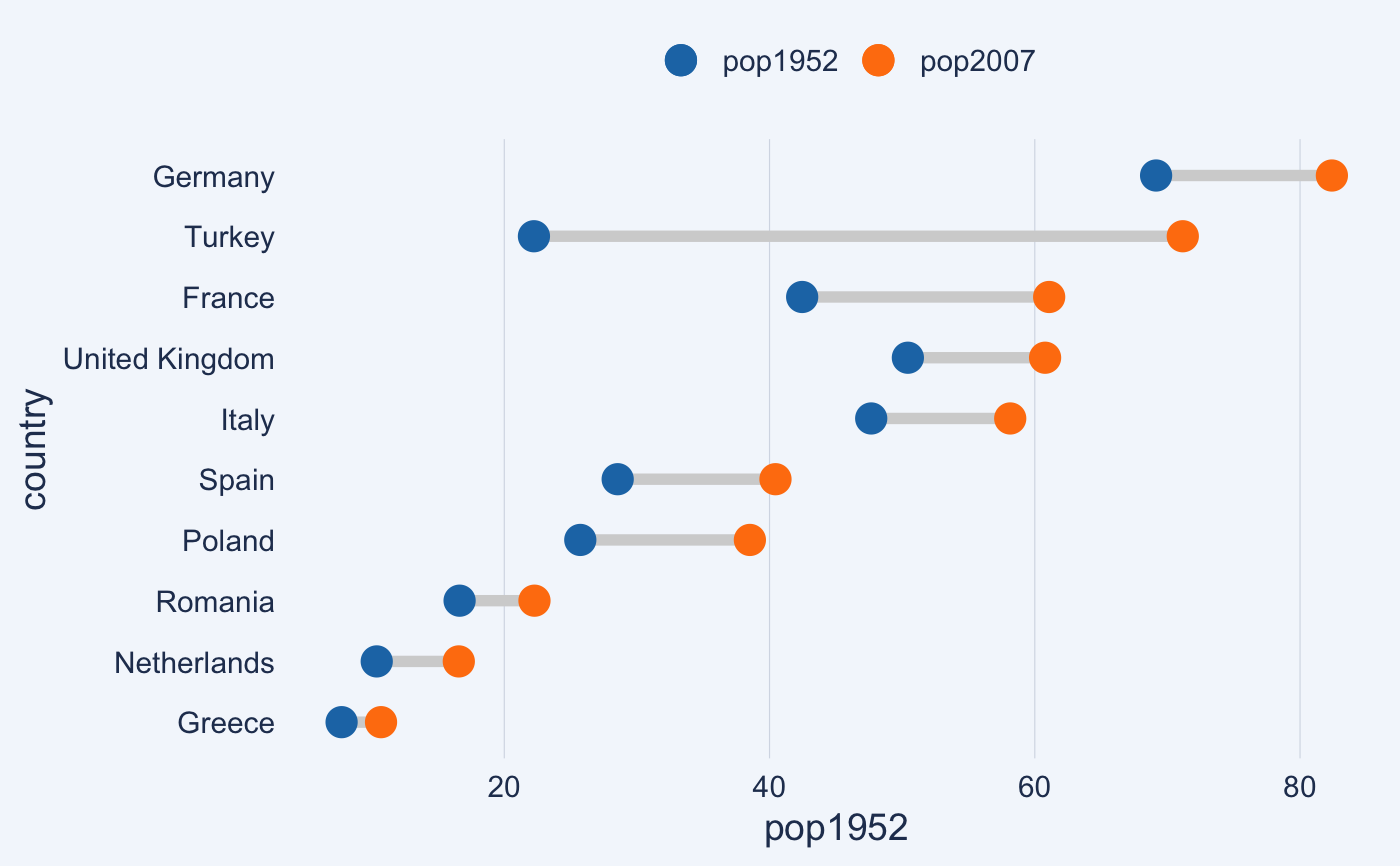 pop1952 pop2007
Germany
Turkey
France
United Kingdom
Italy
Spain
Poland
Romania
Netherlands
Greece
country
20 40 60 80
pop1952